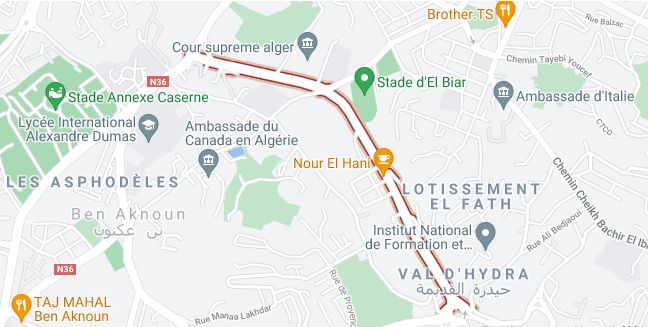 Brother.TS
Rue Balzac
Cour supreme alger
Chemin Tayebi Youcef
N36
Stade d'El Biar
Stade Annexe Caserne
Ambassade d'Italie
Lycée International
Alexandre Dumas
Ambassade du
Canada en Algérie
CTCO
Nour El Hani
Chemin Cheikh Bachir El Ibr
LES ASPHODÈLES
LOTISSEMENT
EL FATH
Ben Aknoun
بن عكنون
Institut National
de Formation et...
Rue Ali Bedjaoui
N36
VAL D'HYDRA
حيدرة القديمة
Rue de Provence
TAJ MAHAL
Ben Aknoun
Rue Manaa Lakhdar